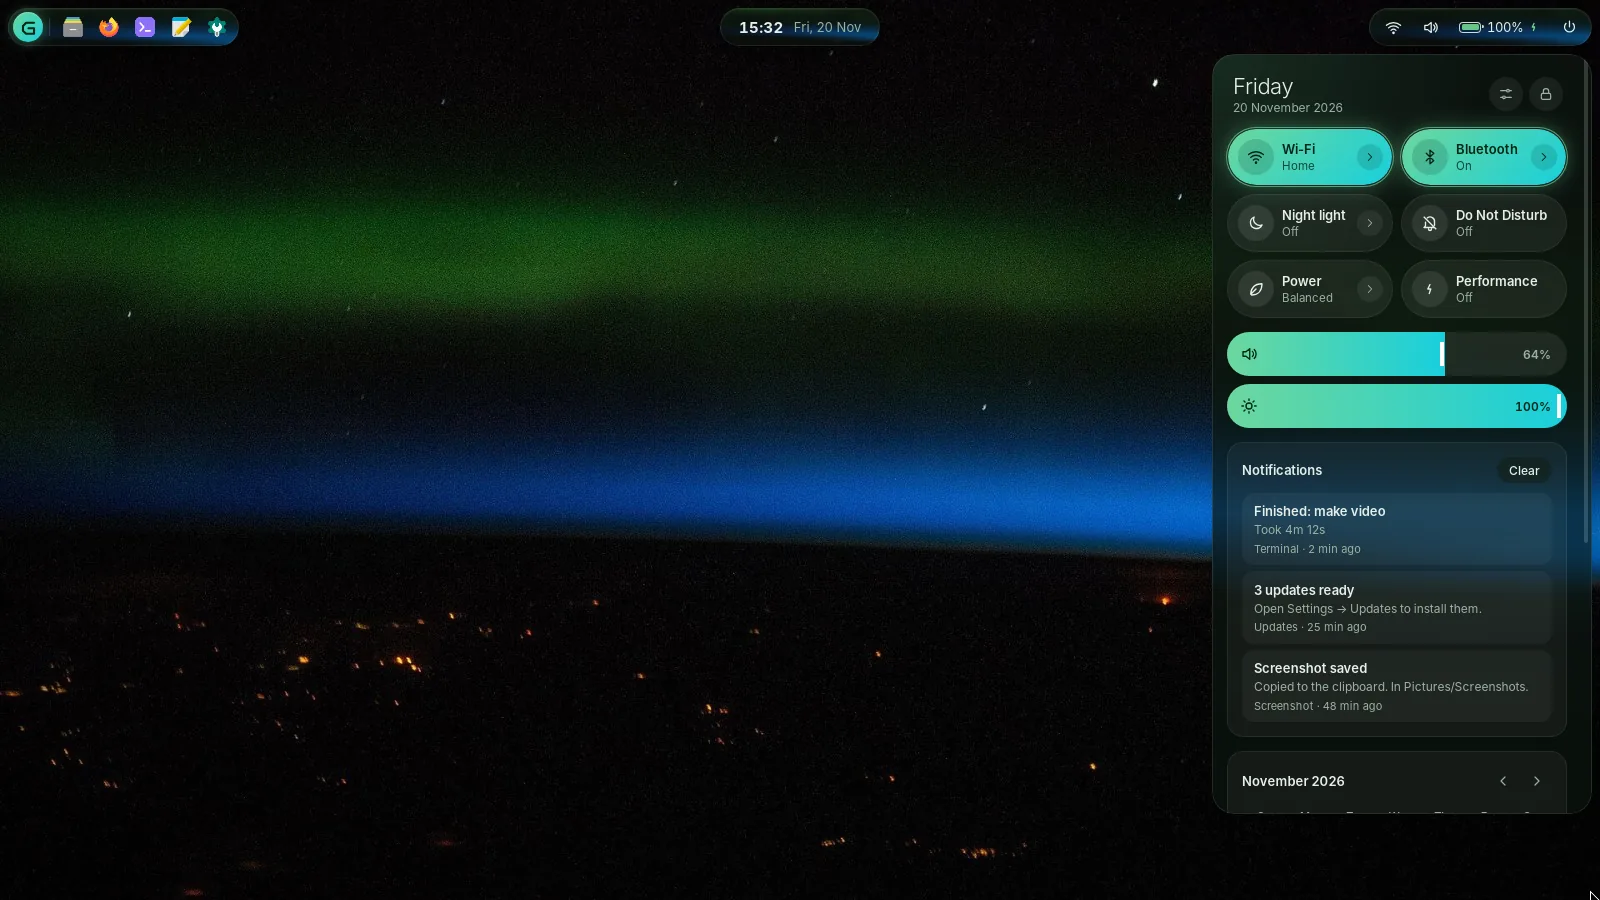 G
15:32 Fri, 20 Nov
100%
Friday
20 November 2026
Wi-Fi
Home
Bluetooth
On
Night light
Off
Do Not Disturb
Off
Power
Balanced
Performance
Off
64%
100%
Notifications
Clear
Finished: make video
Took 4m 12s
Terminal · 2 min ago
3 updates ready
Open Settings → Updates to install them.
Updates · 25 min ago
Screenshot saved
Copied to the clipboard. In Pictures/Screenshots.
Screenshot · 48 min ago
November 2026